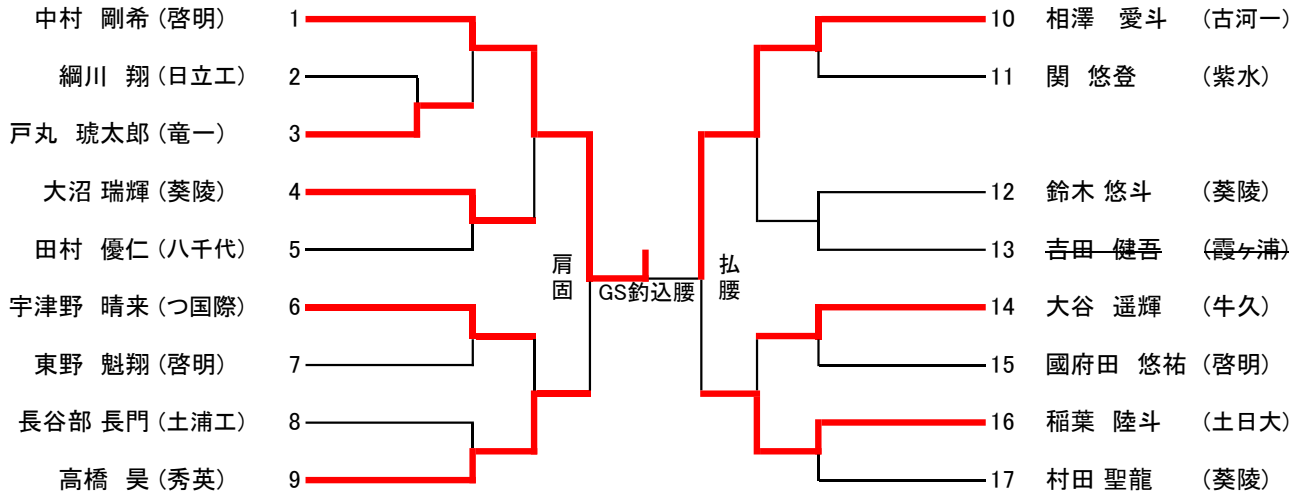 中村 剛希 (啓明) 1
綱川 翔 (日立工) 2
戸丸 琥太郎 (竜一) 3
大沼 瑞輝 (葵陵) 4
田村 優仁 (八千代) 5
宇津野 晴来 (つ国際) 6
東野 魁翔 (啓明) 7
長谷部 長門 (土浦工) 8
高橋 昊 (秀英) 9
肩固
GS釣込腰
払腰
10 相澤 愛斗 (古河一)
11 関 悠登 (紫水)
12 鈴木 悠斗 (葵陵)
13 吉田 健吾 (霞ヶ浦)
14 大谷 遥輝 (牛久)
15 國府田 悠祐 (啓明)
16 稲葉 陸斗 (土日大)
17 村田 聖龍 (葵陵)